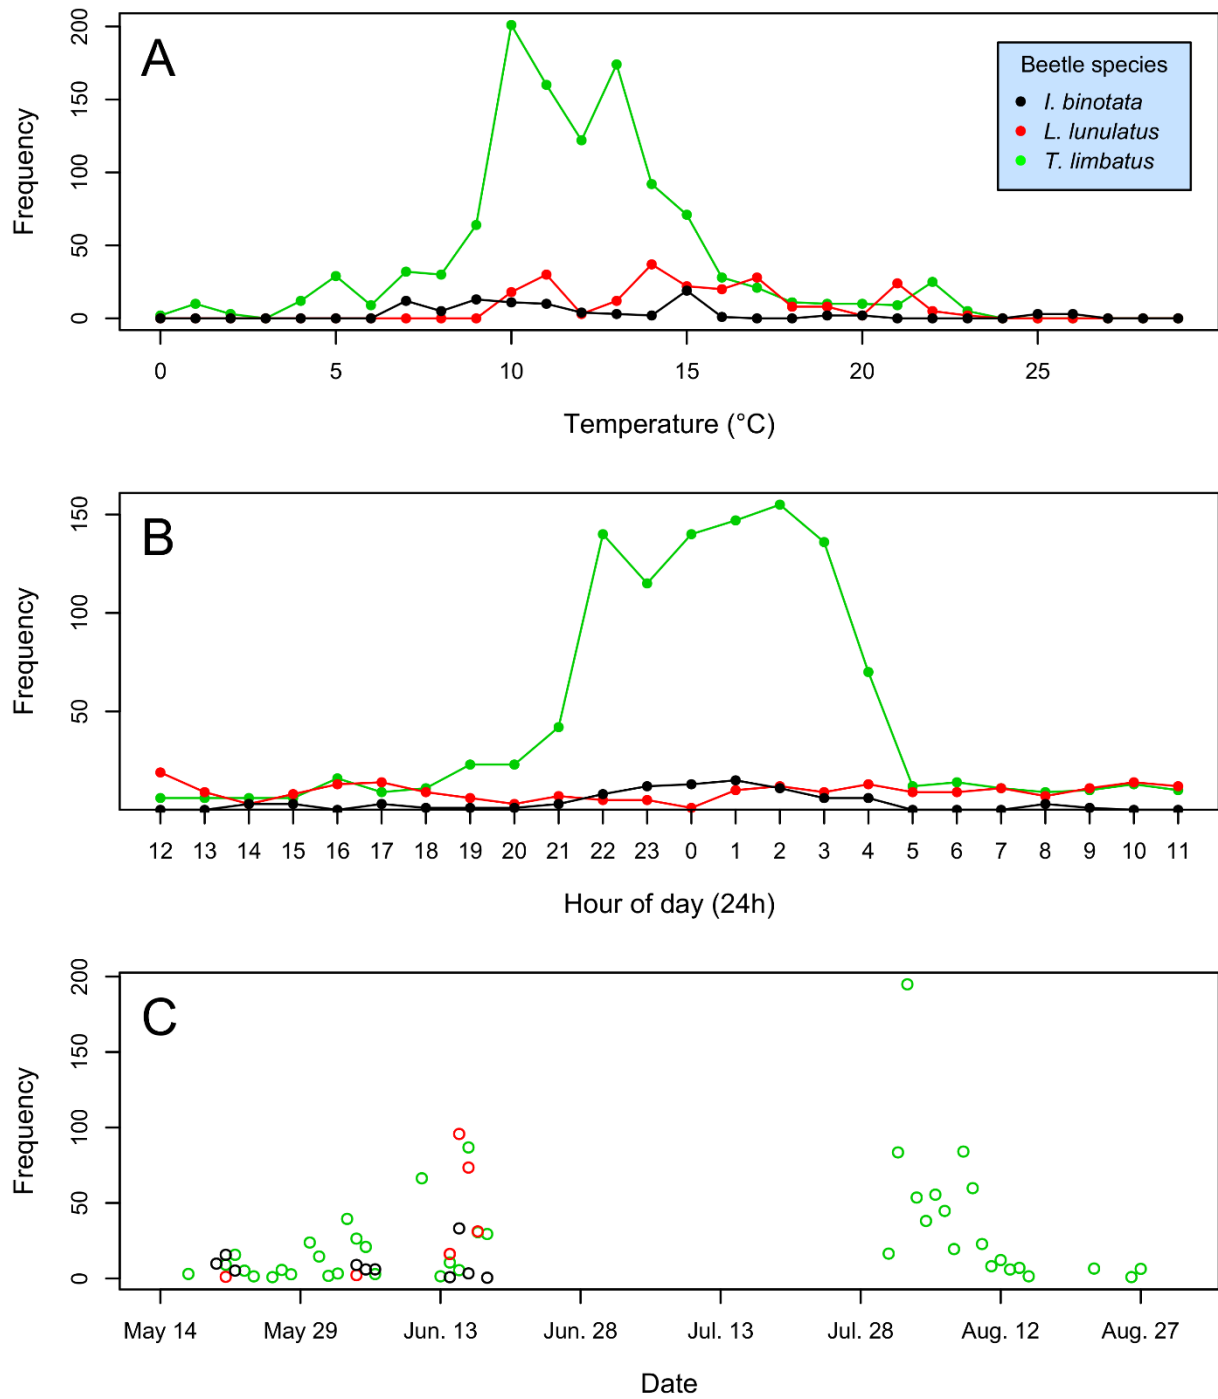 A
Beetle species
I. binotata
L. lunulatus
T. limbatus
Frequency
0
50
100
150
200
0
5
10
15
20
25
Temperature (°C)
B
Frequency
50
100
150
12 13 14 15 16 17 18 19 20 21 22 23 0 1 2 3 4 5 6 7 8 9 10 11
Hour of day (24h)
C
Frequency
0
50
100
150
200
May 14
May 29
Jun. 13
Jun. 28
Jul. 13
Jul. 28
Aug. 12
Aug. 27
Date